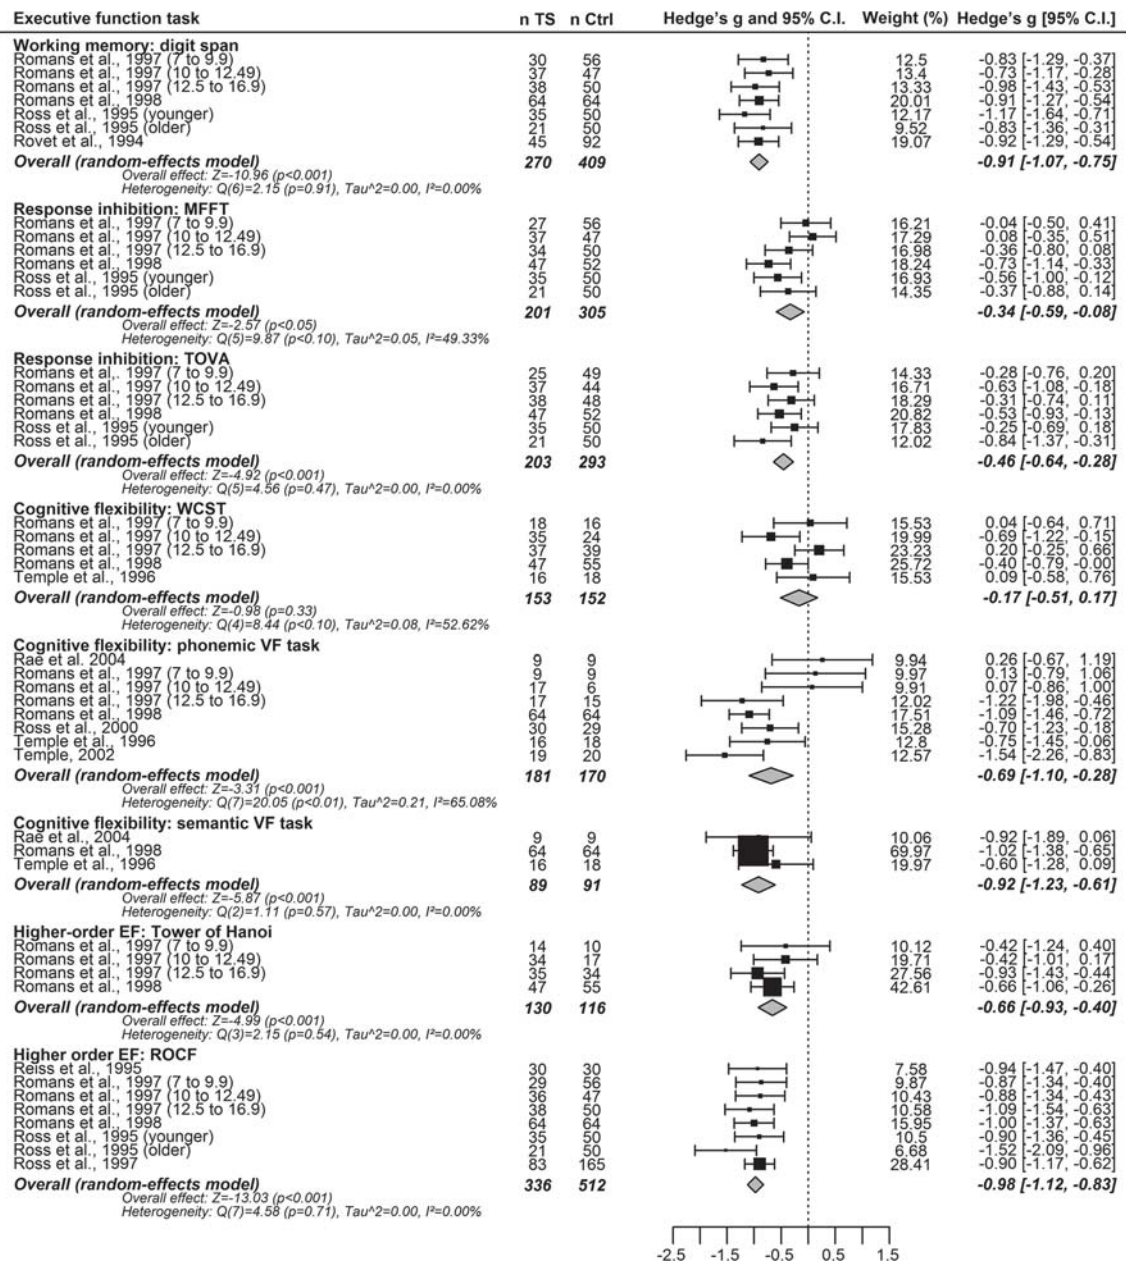 Executive function task n TS n Ctrl Hedge's g and 95% C.I. Weight (%) Hedge's g [95% C.I.]
Working memory: digit span
Romans et al., 1997 (7 to 9.9) 30 56 12.5 -0.83 [-1.29, -0.37]
Romans et al., 1997 (10 to 12.49) 37 47 13.4 -0.73 [-1.17, -0.28]
Romans et al., 1997 (12.5 to 16.9) 38 50 13.33 -0.98 [-1.43, -0.53]
Romans et al., 1998 64 64 20.01 -0.91 [-1.27, -0.54]
Ross et al., 1995 (younger) 35 50 12.17 -1.17 [-1.64, -0.71]
Ross et al., 1995 (older) 21 50 9.52 -0.83 [-1.36, -0.31]
Rovet et al., 1994 45 92 19.07 -0.92 [-1.29, -0.54]
Overall (random-effects model) 270 409 -0.91 [-1.07, -0.75]
Overall effect: Z=-10.96 (p<0.001)
Heterogeneity: Q(6)=2.15 (p=0.91), Tau^2=0.00, I²=0.00%
Response inhibition: MFFT
Romans et al., 1997 (7 to 9.9) 27 56 16.21 -0.04 [-0.50, 0.41]
Romans et al., 1997 (10 to 12.49) 37 47 17.29 0.08 [-0.35, 0.51]
Romans et al., 1997 (12.5 to 16.9) 34 50 16.98 -0.36 [-0.80, 0.08]
Romans et al., 1998 47 52 18.24 -0.73 [-1.14, -0.33]
Ross et al., 1995 (younger) 35 50 16.93 -0.56 [-1.00, -0.12]
Ross et al., 1995 (older) 21 50 14.35 -0.37 [-0.88, 0.14]
Overall (random-effects model) 201 305 -0.34 [-0.59, -0.08]
Overall effect: Z=-2.57 (p<0.05)
Heterogeneity: Q(5)=9.87 (p<0.10), Tau^2=0.05, I²=49.33%
Response inhibition: TOVA
Romans et al,. 1997 (7 to 9.9) 25 49 14.33 -0.28 [-0.76, 0.20]
Romans et al., 1997 (10 to 12.49) 37 44 16.71 -0.63 [-1.08, -0.18]
Romans et al., 1997 (12.5 to 16.9) 38 48 18.29 -0.31 [-0.74, 0.11]
Romans et al., 1998 47 52 20.82 -0.53 [-0.93, -0.13]
Ross et al., 1995 (younger) 35 50 17.83 -0.25 [-0.69, 0.18]
Ross et al., 1995 (older) 21 50 12.02 -0.84 [-1.37, -0.31]
Overall (random-effects model) 203 293 -0.46 [-0.64, -0.28]
Overall effect: Z=-4.92 (p<0.001)
Heterogeneity: Q(5)=4.56 (p=0.47), Tau^2=0.00, I²=0.00%
Cognitive flexibility: WCST
Romans et al., 1997 (7 to 9.9) 18 16 15.53 0.04 [-0.64, 0.71]
Romans et al., 1997 (10 to 12.49) 35 24 19.99 -0.69 [-1.22, -0.15]
Romans et al., 1997 (12.5 to 16.9) 37 39 23.23 0.20 [-0.25, 0.66]
Romans et al., 1998 47 55 25.72 -0.40 [-0.79, -0.00]
Temple et al., 1996 16 18 15.53 0.09 [-0.58, 0.76]
Overall (random-effects model) 153 152 -0.17 [-0.51, 0.17]
Overall effect: Z=-0.98 (p=0.33)
Heterogeneity: Q(4)=8.44 (p<0.10), Tau^2=0.08, I²=52.62%
Cognitive flexibility: phonemic VF task
Rae et al. 2004 9 9 9.94 0.26 [-0.67, 1.19]
Romans et al., 1997 (7 to 9.9) 9 9 9.97 0.13 [-0.79, 1.06]
Romans et al., 1997 (10 to 12.49) 17 6 9.91 0.07 [-0.86, 1.00]
Romans et al., 1997 (12.5 to 16.9) 17 15 12.02 -1.22 [-1.98, -0.46]
Romans et al., 1998 64 64 17.51 -1.09 [-1.46, -0.72]
Ross et al., 2000 30 29 15.28 -0.70 [-1.23, -0.18]
Temple et al., 1996 16 18 12.8 -0.75 [-1.45, -0.06]
Temple, 2002 19 20 12.57 -1.54 [-2.26, -0.83]
Overall (random-effects model) 181 170 -0.69 [-1.10, -0.28]
Overall effect: Z=-3.31 (p<0.001)
Heterogeneity: Q(7)=20.05 (p<0.01), Tau^2=0.21, I²=65.08%
Cognitive flexibility: semantic VF task
Rae et al., 2004 9 9 10.06 -0.92 [-1.89, 0.06]
Romans et al., 1998 64 64 69.97 -1.02 [-1.38, -0.65]
Temple et al., 1996 16 18 19.97 -0.60 [-1.28, 0.09]
Overall (random-effects model) 89 91 -0.92 [-1.23, -0.61]
Overall effect: Z=-5.87 (p<0.001)
Heterogeneity: Q(2)=1.11 (p=0.57), Tau^2=0.00, I²=0.00%
Higher-order EF: Tower of Hanoi
Romans et al., 1997 (7 to 9.9) 14 10 10.12 -0.42 [-1.24, 0.40]
Romans et al., 1997 (10 to 12.49) 34 17 19.71 -0.42 [-1.01, 0.17]
Romans et al., 1997 (12.5 to 16.9) 35 34 27.56 -0.93 [-1.43, -0.44]
Romans et al., 1998 47 55 42.61 -0.66 [-1.06, -0.26]
Overall (random-effects model) 130 116 -0.66 [-0.93, -0.40]
Overall effect: Z=-4.99 (p<0.001)
Heterogeneity: Q(3)=2.15 (p=0.54), Tau^2=0.00, I²=0.00%
Higher order EF: ROCF
Reiss et al., 1995 30 30 7.58 -0.94 [-1.47, -0.40]
Romans et al., 1997 (7 to 9.9) 29 56 9.87 -0.87 [-1.34, -0.40]
Romans et al., 1997 (10 to 12.49) 36 47 10.43 -0.88 [-1.34, -0.43]
Romans et al., 1997 (12.5 to 16.9) 38 50 10.58 -1.09 [-1.54, -0.63]
Romans et al., 1998 64 64 15.95 -1.00 [-1.37, -0.63]
Ross et al., 1995 (younger) 35 50 10.5 -0.90 [-1.36, -0.45]
Ross et al., 1995 (older) 21 50 6.68 -1.52 [-2.09, -0.96]
Ross et al., 1997 83 165 28.41 -0.90 [-1.17, -0.62]
Overall (random-effects model) 336 512 -0.98 [-1.12, -0.83]
Overall effect: Z=-13.03 (p<0.001)
Heterogeneity: Q(7)=4.58 (p=0.71), Tau^2=0.00, I²=0.00%
-2.5 -1.5 -0.5 0.5 1.5